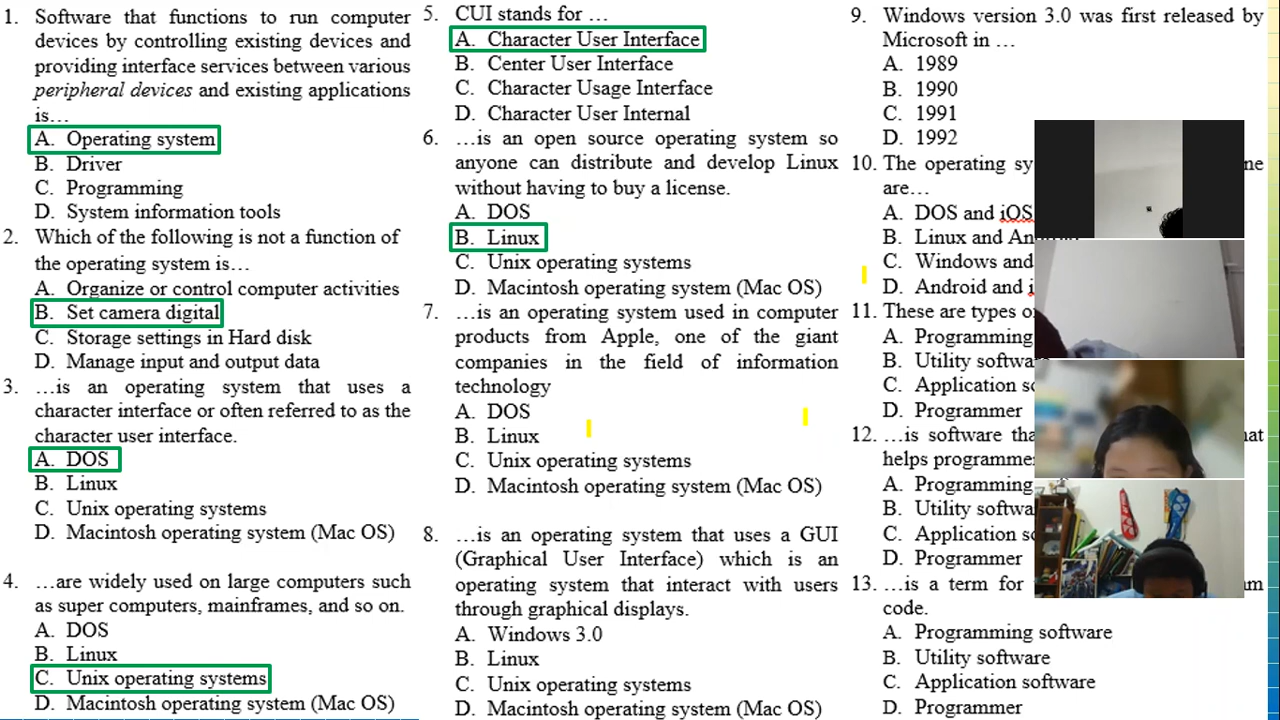 1. Software that functions to run computer
devices by controlling existing devices and
providing interface services between various
peripheral devices and existing applications
is…
A. Operating system
B. Driver
C. Programming
D. System information tools
2. Which of the following is not a function of
the operating system is…
A. Organize or control computer activities
B. Set camera digital
C. Storage settings in Hard disk
D. Manage input and output data
3. …is an operating system that uses a
character interface or often referred to as the
character user interface.
A. DOS
B. Linux
C. Unix operating systems
D. Macintosh operating system (Mac OS)
4. …are widely used on large computers such
as super computers, mainframes, and so on.
A. DOS
B. Linux
C. Unix operating systems
D. Macintosh operating system (Mac OS)
5. CUI stands for …
A. Character User Interface
B. Center User Interface
C. Character Usage Interface
D. Character User Internal
6. …is an open source operating system so
anyone can distribute and develop Linux
without having to buy a license.
A. DOS
B. Linux
C. Unix operating systems
D. Macintosh operating system (Mac OS)
7. …is an operating system used in computer
products from Apple, one of the giant
companies in the field of information
technology
A. DOS
B. Linux
C. Unix operating systems
D. Macintosh operating system (Mac OS)
8. …is an operating system that uses a GUI
(Graphical User Interface) which is an
operating system that interact with users
through graphical displays.
A. Windows 3.0
B. Linux
C. Unix operating systems
D. Macintosh operating system (Mac OS)
9. Windows version 3.0 was first released by
Microsoft in …
A. 1989
B. 1990
C. 1991
D. 1992
10. The operating
are…
A. DOS and iOS
B. Linux and
C. Windows and
D. Android and
11. These are types
A. Programming
B. Utility
C. Application
D. Programmer
12. …is software
helps
A. Programming
B. Utility
C. Application
D. Programmer
13. …is a term for
code.
A. Programming software
B. Utility software
C. Application software
D. Programmer